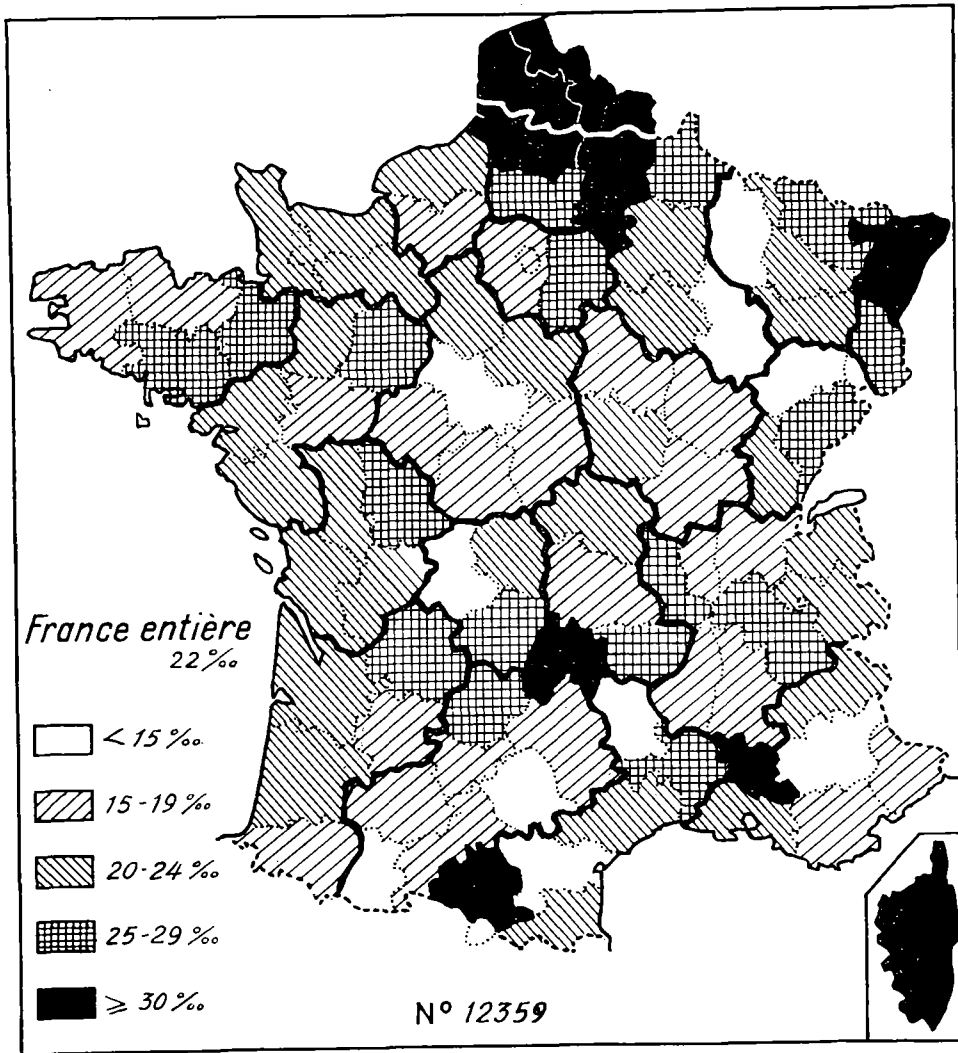 France entière
22‰
< 15 ‰
15-19 ‰
20-24 ‰
25-29 ‰
⩾ 30 ‰
N° 12359